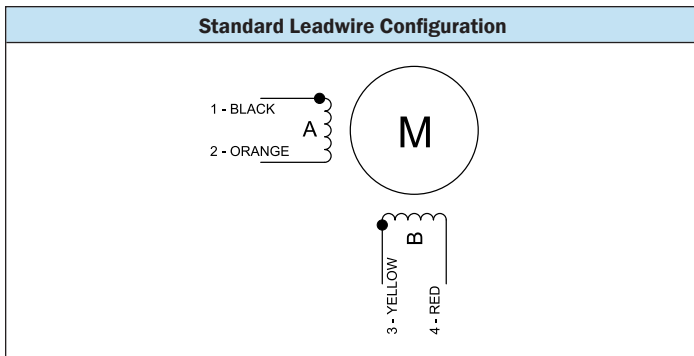 Standard Leadwire Configuration
1 - BLACK
A
2 - ORANGE
M
B
3 - YELLOW
4 - RED